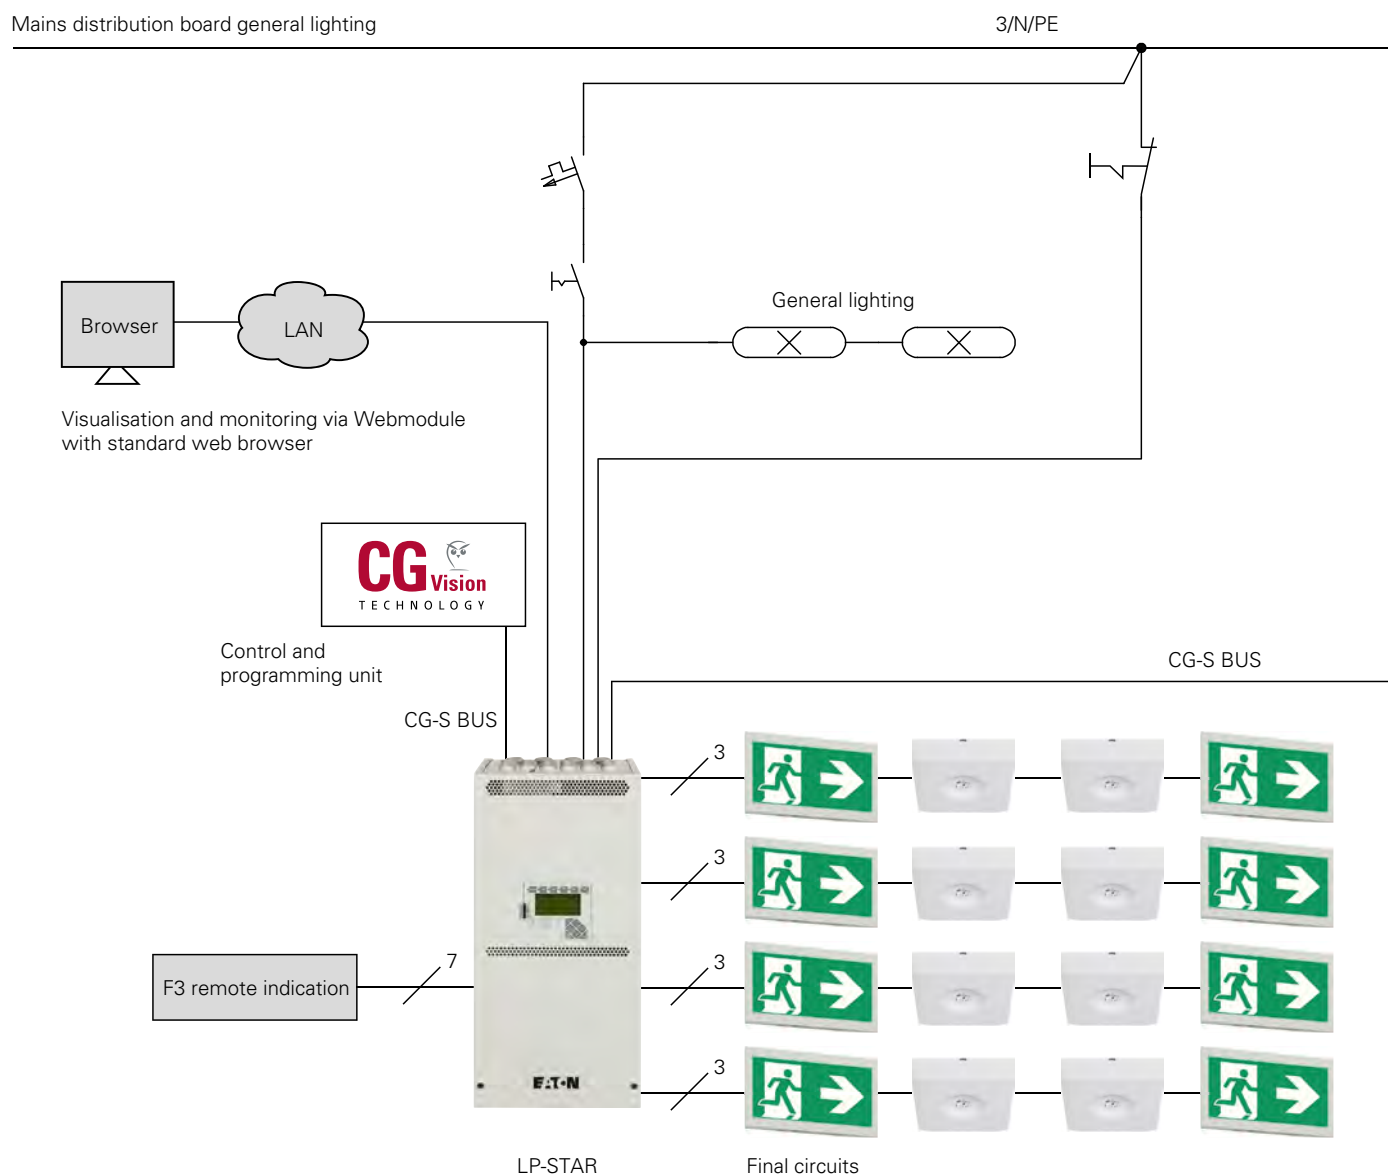 Mains distribution board general lighting
3/N/PE
General lighting
Browser
LAN
Visualisation and monitoring via Webmodule
with standard web browser
CG
Vision
TECHNOLOGY
Control and
programming unit
CG-S BUS
CG-S BUS
3
3
7
F3 remote indication
3
3
EATON
LP-STAR
Final circuits